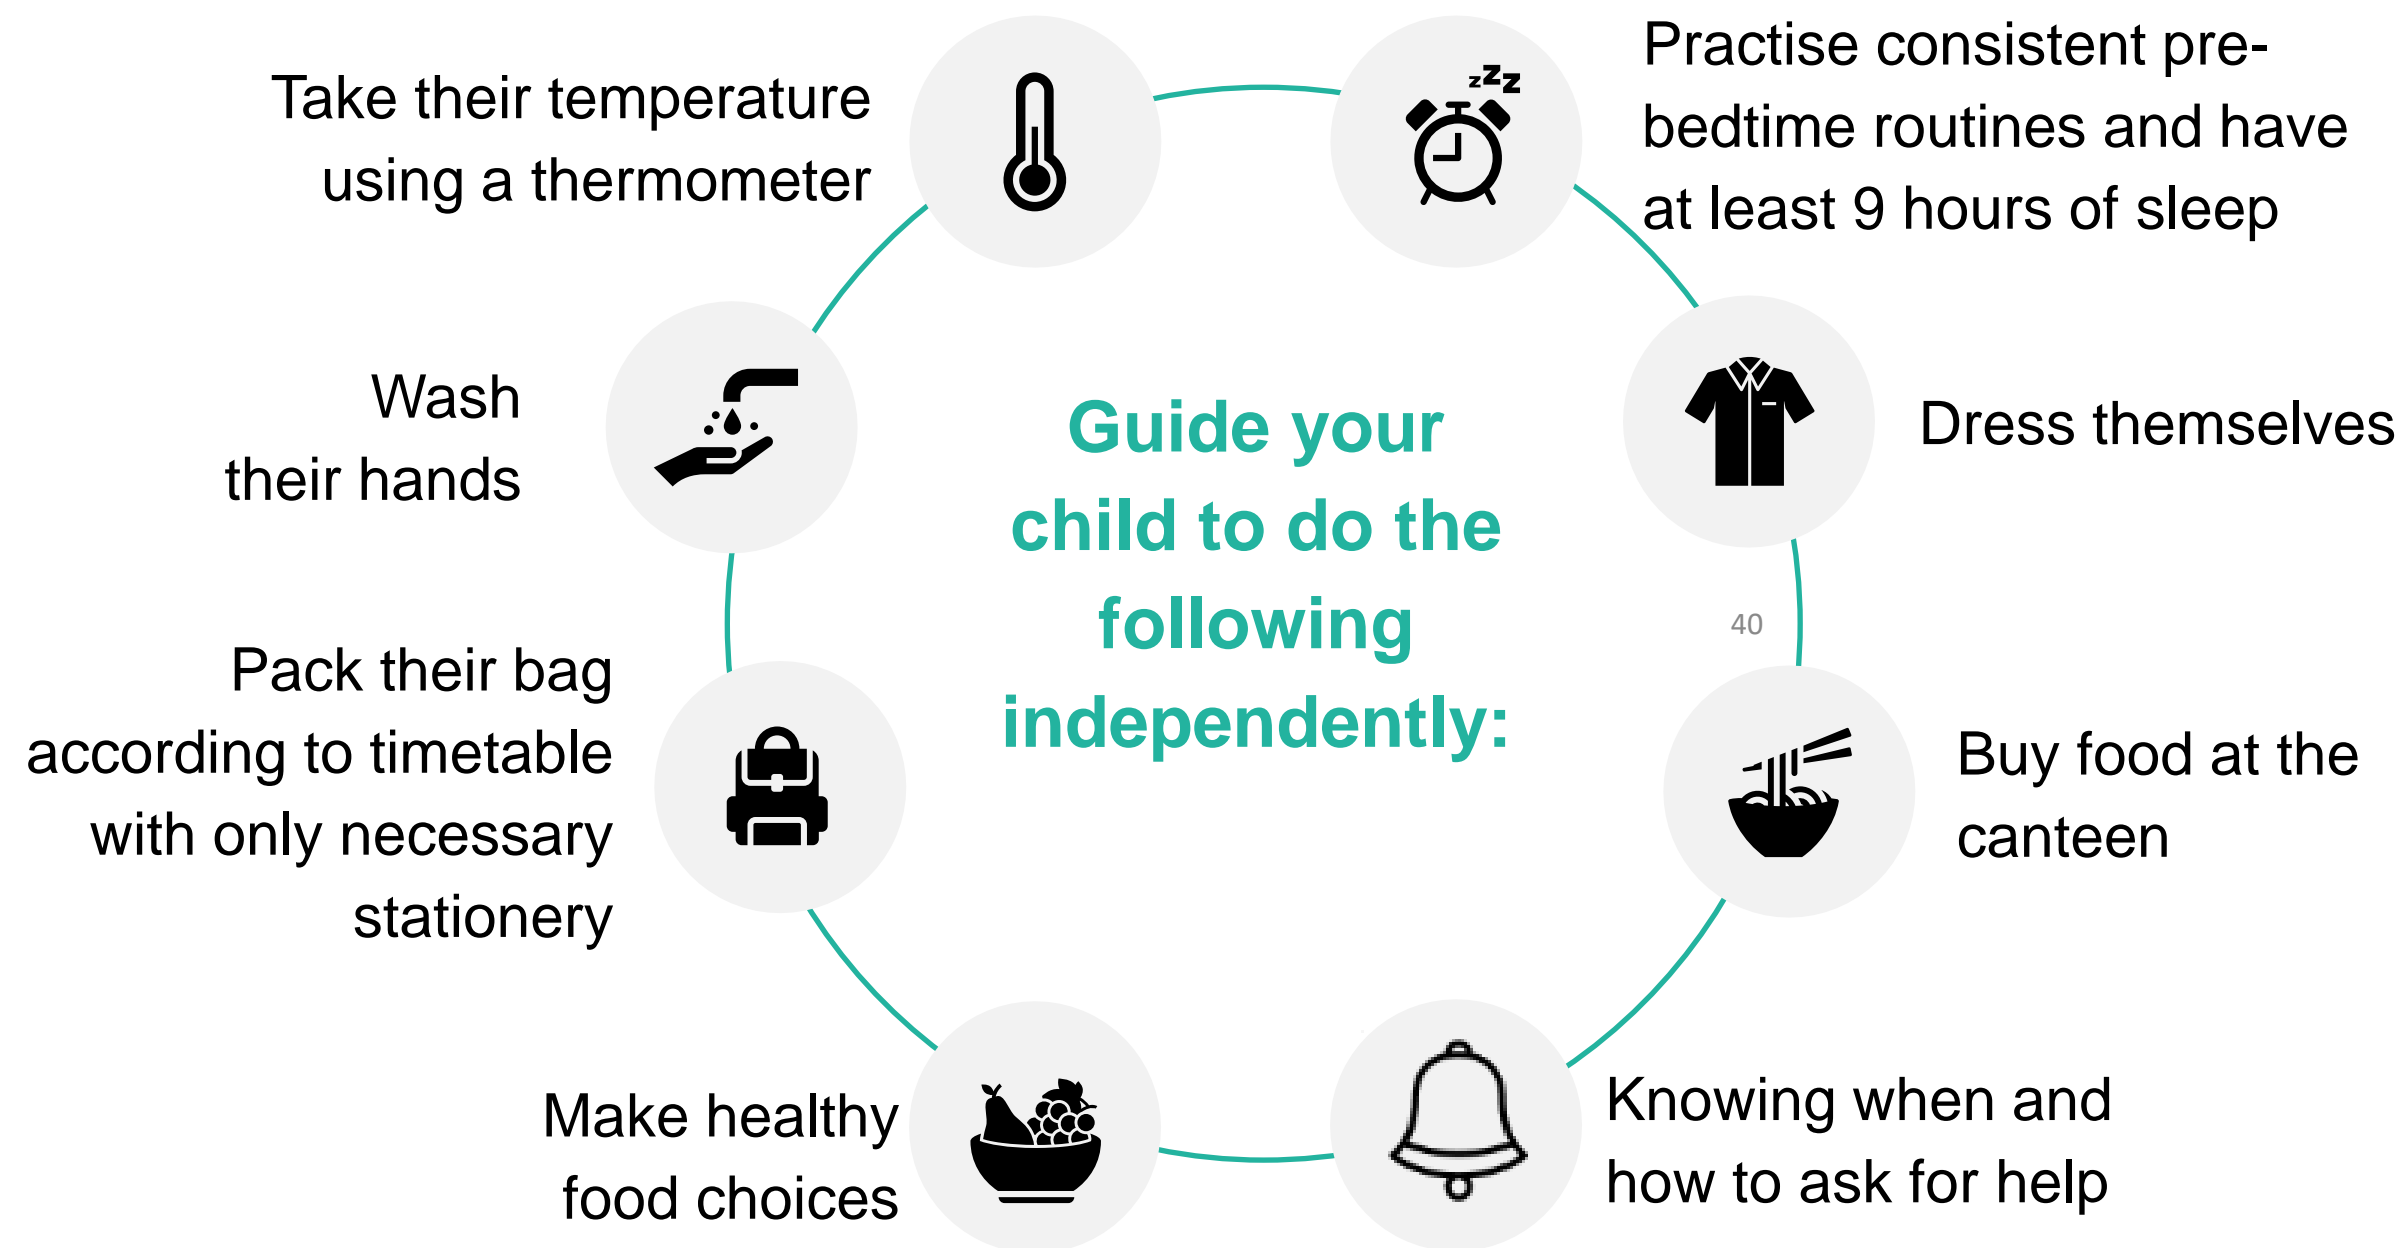 Guide your
child to do the
following
independently:
Practise consistent pre-
bedtime routines and have
at least 9 hours of sleep
zzz
Dress themselves
40
Buy food at the
canteen
Knowing when and
how to ask for help
Make healthy
food choices
Pack their bag
according to timetable
with only necessary
stationery
Wash
their hands
Take their temperature
using a thermometer